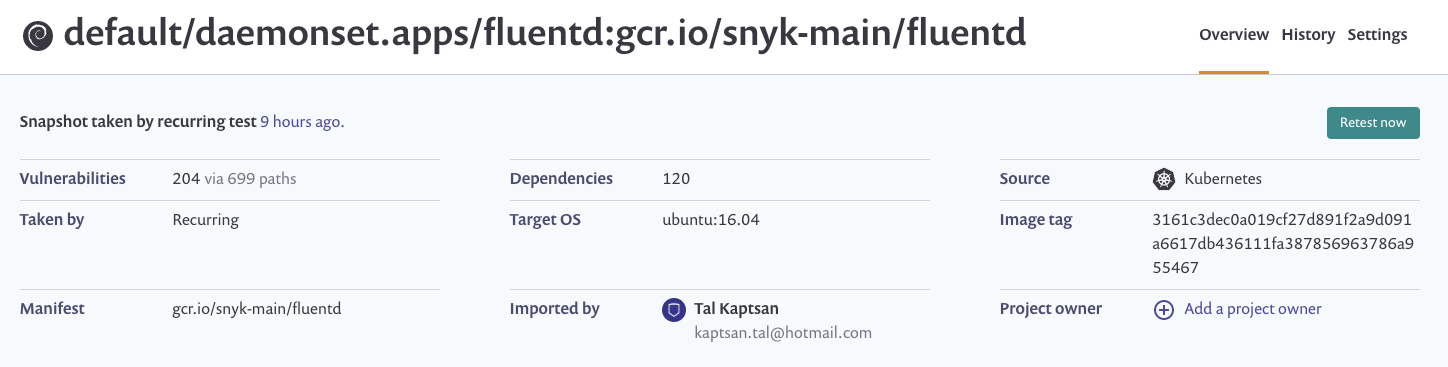 default/daemonset.apps/fluentd:gcr.io/snyk-main/fluentd
Overview History Settings
Snapshot taken by recurring test 9 hours ago.
Retest now
Vulnerabilities 204 via 699 paths
Dependencies 120
Source Kubernetes
Taken by Recurring
Target OS ubuntu:16.04
Image tag 3161c3dec0a019cf27d891f2a9d091
a6617db436111fa387856963786a9
55467
Manifest gcr.io/snyk-main/fluentd
Imported by Tal Kaptsan
kaptsan.tal@hotmail.com
Project owner Add a project owner